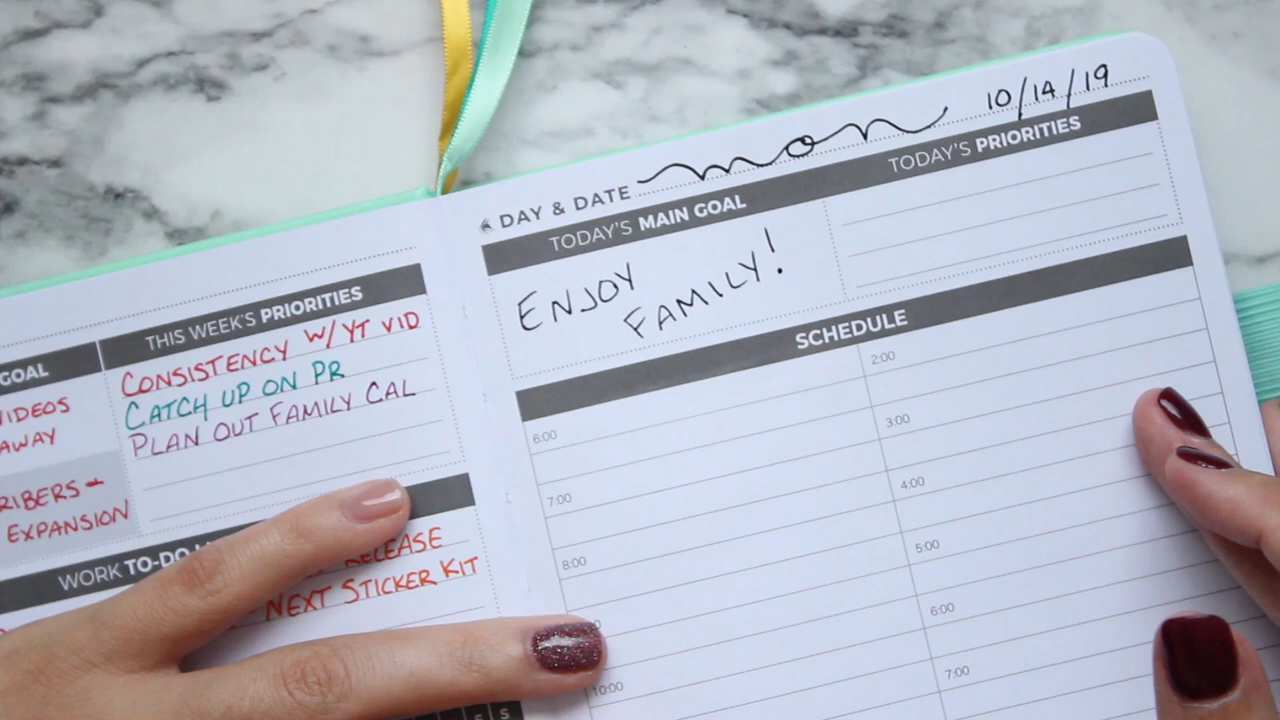 GOAL
VIDEOS
AWAY
EXPANSION
THIS WEEK'S PRIORITIES
CONSISTENCY W/ YT VID
CATCH UP ON PR
PLAN OUT FAMILY CAL
WORK TO-DO
RELEASE
NEXT STICKER KIT
DAY & DATE mon 10/14/19
TODAY'S MAIN GOAL
ENJOY
FAMILY!
TODAY'S PRIORITIES
SCHEDULE
6:00
7:00
8:00
10:00
2:00
3:00
4:00
5:00
6:00
7:00